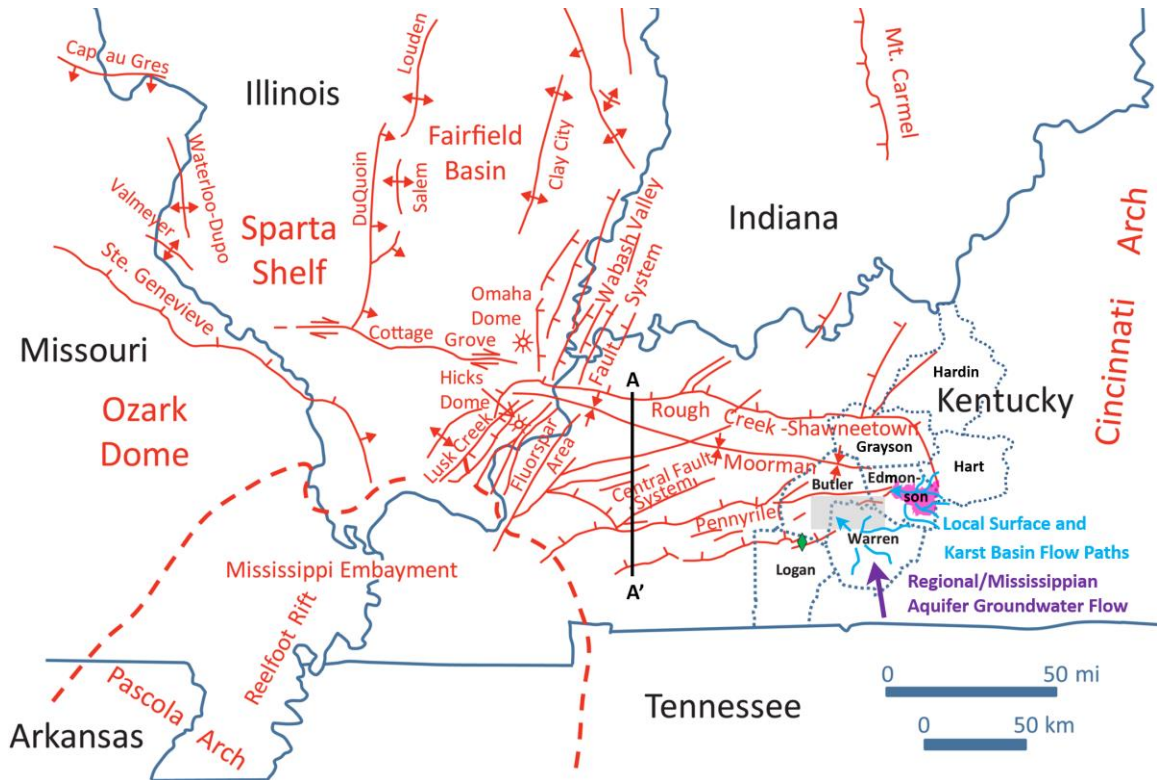 Cap au Gres
Illinois
Louden
Mt. Carmel
Fairfield
Basin
Clay City
DuQuoin
Salem
Waterloo-Dupo
Valmeyer
Sparta
Shelf
Indiana
Wabash Valley
Fault System
Ste. Genevieve
Omaha
Dome
Cottage Grove
Missouri
Ozark
Dome
Hicks
Dome
Lusk Creek
Fluorspar
Area
A
Rough Creek -Shawneetown
Hardin
Kentucky
Cincinnati Arch
Grayson
Hart
Moorman
Butler
Edmon-
son
Central Fault
System
Pennyrile
Warren
Local Surface and
Karst Basin Flow Paths
Logan
A'
Regional/Mississippian
Aquifer Groundwater Flow
Mississippi Embayment
Reelfoot Rift
Pascola
Arch
Arkansas
Tennessee
0 50 mi
0 50 km